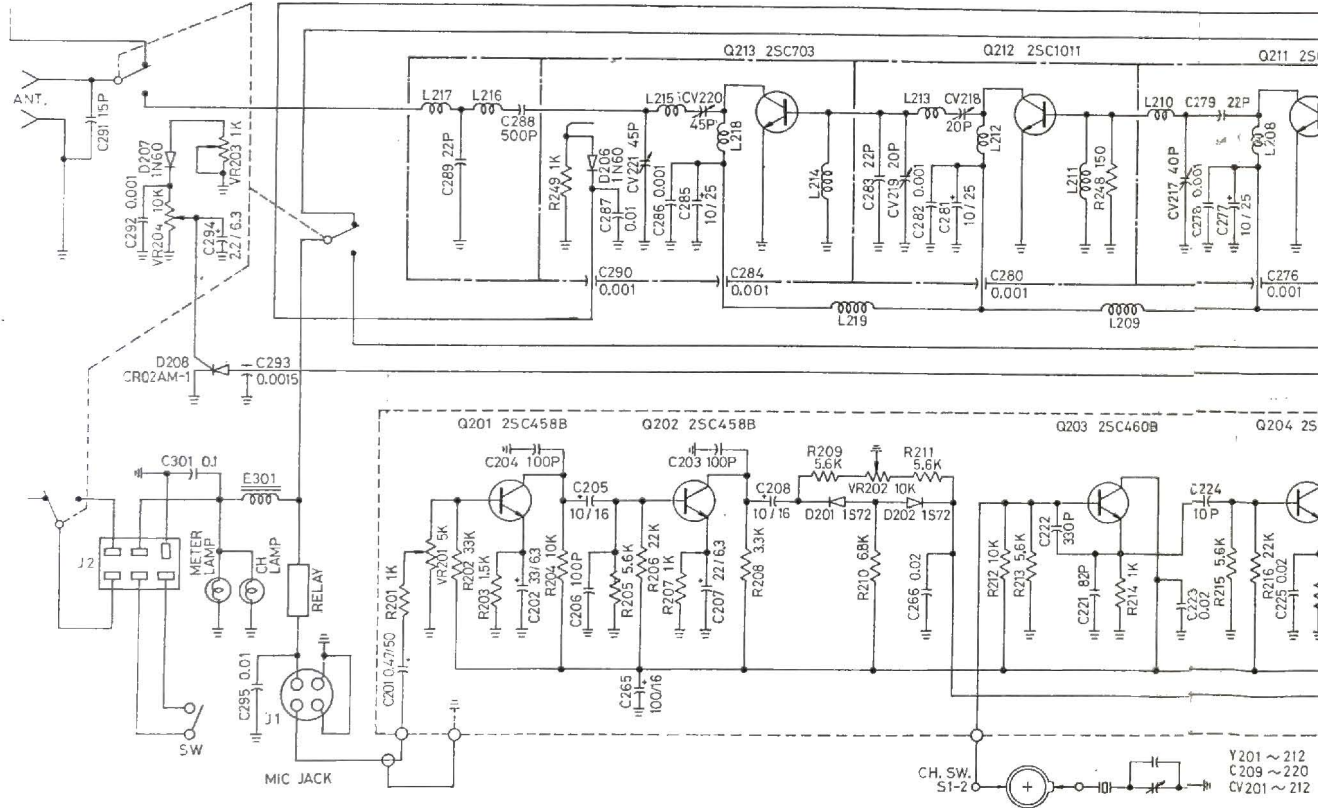 Q213 2SC703
Q212 2SC1011
Q211
ANT.
C291 15P
L217
L216
C288
500P
L215
CV220
45P
L218
L213
CV218
20P
L212
L210
C279
22P
L208
D207
1N60
VR203 1K
C289 22P
R249 1K
D206
1N60
CV221 45P
C287
0.01
C286 0.001
C285
10/25
L214
C283 22P
CV219 20P
C282 0.001
C281
10/25
L211
R248 150
CV217 40P
C278 0.001
C277
10/25
C292 0.001
VR204 10K
C294
2.2/6.3
C290
0.001
C284
0.001
C280
0.001
C276
0.001
L219
L209
D208
CR02AM-1
C293
0.0015
Q201 2SC458B
Q202 2SC458B
Q203 2SC460B
Q204 2S
C204 100P
C203 100P
R209
5.6K
R211
5.6K
VR202 10K
C301 0.1
E301
C205
10/16
C208
10/16
D201 1S72
D202 1S72
C222
330P
C224
10P
J2
METER
LAMP
CH
LAMP
RELAY
R201 1K
VR201 5K
R202 33K
R203 1.5K
C202 33/6.3
R204 10K
C206 100P
R205 5.6K
R206 22K
R207 1K
C207 22/6.3
R208 3.3K
R210 6.8K
C266 0.02
R212 10K
R213 5.6K
C221 82P
R214 1K
C223
0.02
R215 5.6K
R216 22K
C225 0.02
C295 0.01
J1
C201 0.47/50
C265
100/16
SW
MIC JACK
CH. SW.
S1-2
Y201~212
C209~220
CV201~212